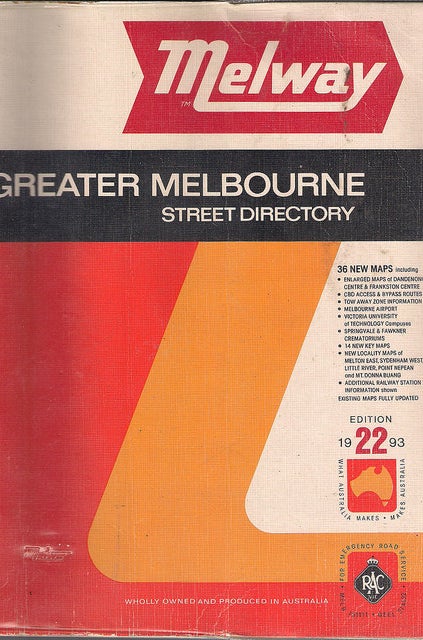 Melway
TM
GREATER MELBOURNE
STREET DIRECTORY
36 NEW MAPS including
• ENLARGED MAPS of DANDENONG
CENTRE & FRANKSTON CENTRE
• CBD ACCESS & BYPASS ROUTES
• TOW AWAY ZONE INFORMATION
• MELBOURNE AIRPORT
• VICTORIA UNIVERSITY
of TECHNOLOGY Campuses
• SPRINGVALE & FAWKNER
CREMATORIUMS
• 14 NEW KEY MAPS
• NEW LOCALITY MAPS of
MELTON EAST, SYDENHAM WEST,
LITTLE RIVER, POINT NEPEAN
and MT. DONNA BUANG
• ADDITIONAL RAILWAY STATION
INFORMATION shown
EXISTING MAPS FULLY UPDATED
EDITION
19 22 93
WHAT AUSTRALIA MAKES • MAKES AUSTRALIA
FOR EMERGENCY ROAD SERVICE
RAC
VIC
WHOLLY OWNED AND PRODUCED IN AUSTRALIA